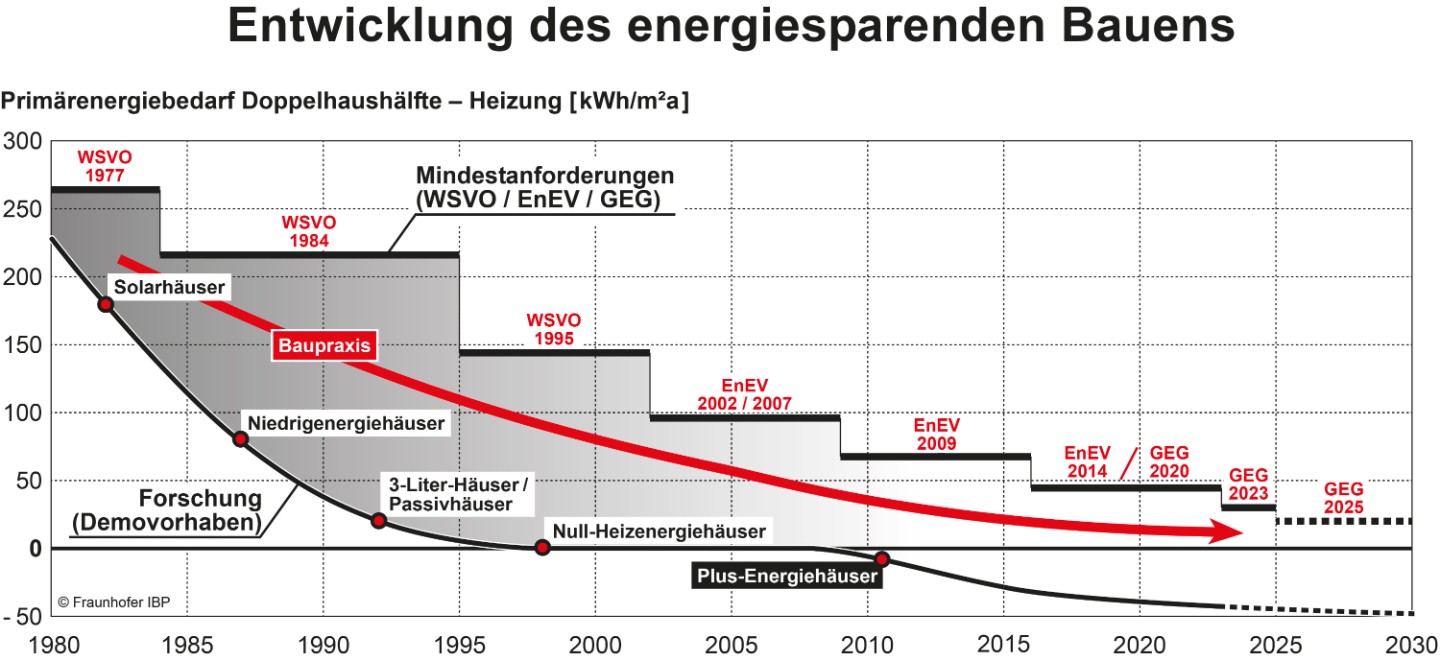 Entwicklung des energiesparenden Bauens
Primärenergiebedarf Doppelhaushälfte – Heizung [kWh/m²a]
300
250
200
150
100
50
0
- 50
WSVO
1977
WSVO
1984
Mindestanforderungen
(WSVO / EnEV / GEG)
Solarhäuser
Baupraxis
WSVO
1995
EnEV
2002 / 2007
EnEV
2009
EnEV
2014
/
GEG
2020
GEG
2023
GEG
2025
Niedrigenergiehäuser
Forschung
(Demovorhaben)
3-Liter-Häuser /
Passivhäuser
Null-Heizenergiehäuser
Plus-Energiehäuser
© Fraunhofer IBP
1980 1985 1990 1995 2000 2005 2010 2015 2020 2025 2030